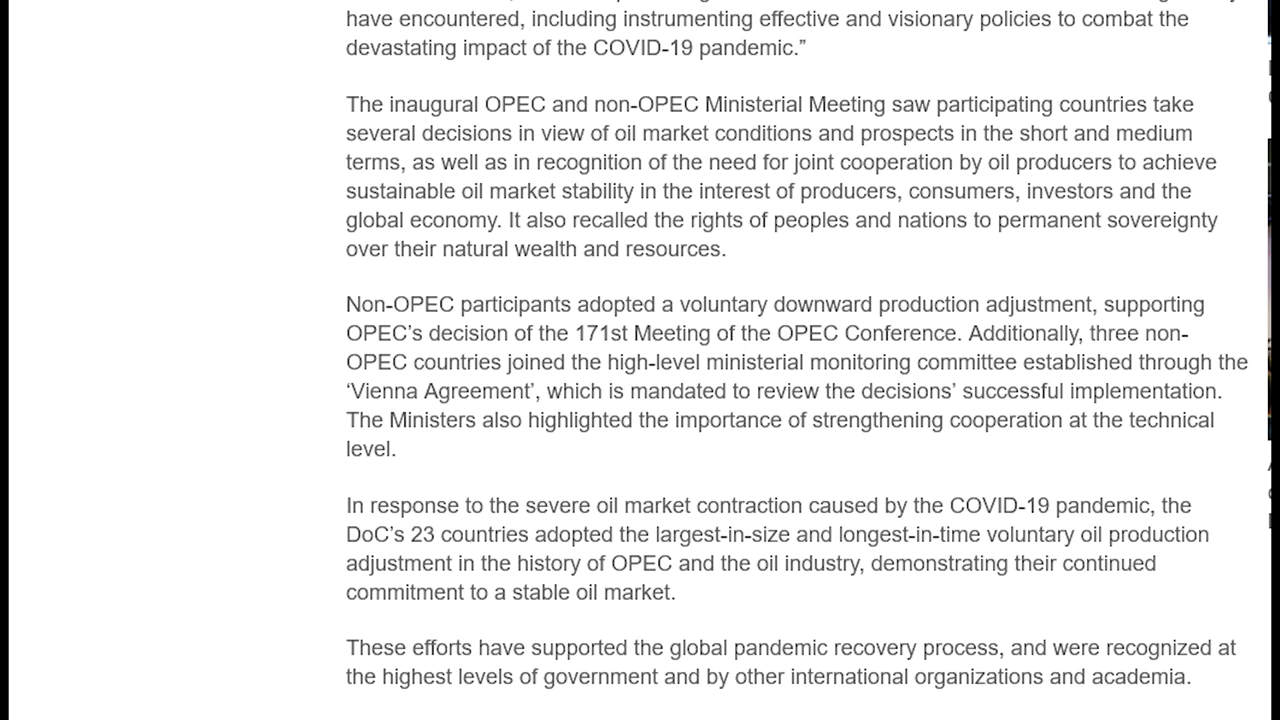 have encountered, including instrumenting effective and visionary policies to combat the
devastating impact of the COVID-19 pandemic.”
The inaugural OPEC and non-OPEC Ministerial Meeting saw participating countries take
several decisions in view of oil market conditions and prospects in the short and medium
terms, as well as in recognition of the need for joint cooperation by oil producers to achieve
sustainable oil market stability in the interest of producers, consumers, investors and the
global economy. It also recalled the rights of peoples and nations to permanent sovereignty
over their natural wealth and resources.
Non-OPEC participants adopted a voluntary downward production adjustment, supporting
OPEC’s decision of the 171st Meeting of the OPEC Conference. Additionally, three non-
OPEC countries joined the high-level ministerial monitoring committee established through the
‘Vienna Agreement’, which is mandated to review the decisions’ successful implementation.
The Ministers also highlighted the importance of strengthening cooperation at the technical
level.
In response to the severe oil market contraction caused by the COVID-19 pandemic, the
DoC’s 23 countries adopted the largest-in-size and longest-in-time voluntary oil production
adjustment in the history of OPEC and the oil industry, demonstrating their continued
commitment to a stable oil market.
These efforts have supported the global pandemic recovery process, and were recognized at
the highest levels of government and by other international organizations and academia.